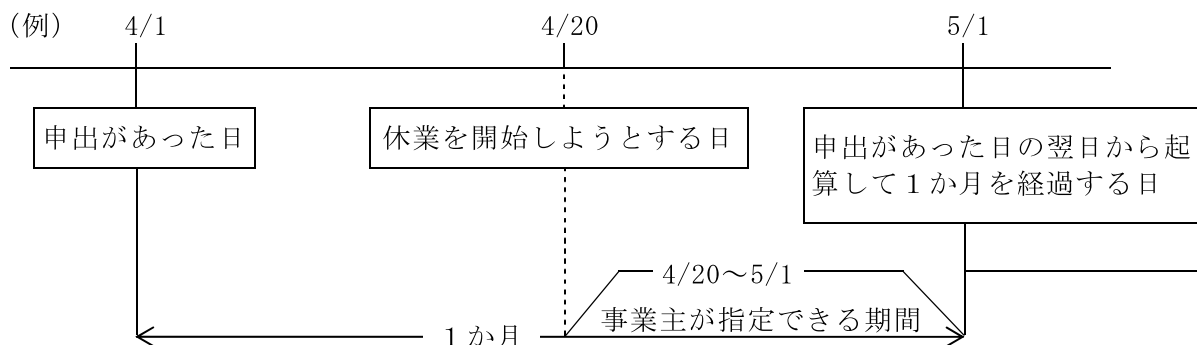 (例) 4/1 4/20 5/1
申出があった日
休業を開始しようとする日
申出があった日の翌日から起
算して１か月を経過する日
4/20～5/1
事業主が指定できる期間
１か月